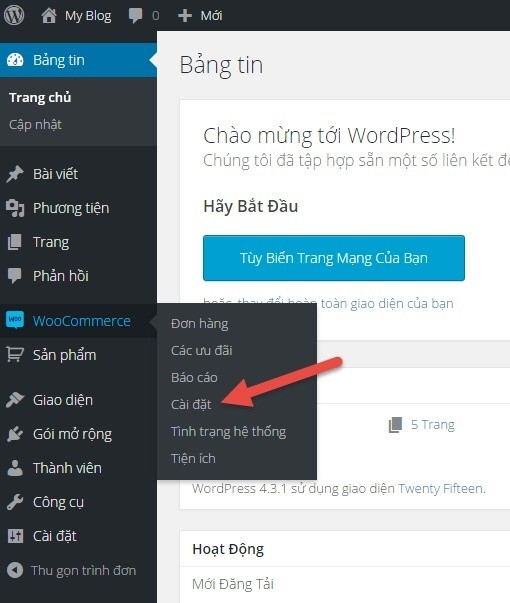 My Blog 0 Mới
Bảng tin
Trang chủ
Cập nhật
Bài viết
Phương tiện
Trang
Phản hồi
WooCommerce
Sản phẩm
Giao diện
Gói mở rộng
Thành viên
Công cụ
Cài đặt
Thu gọn trình đơn
Đơn hàng
Các ưu đãi
Báo cáo
Cài đặt
Tình trạng hệ thống
Tiện ích
Bảng tin
Chào mừng tới WordPress!
Chúng tôi đã tập hợp sẵn một số liên kết
Hãy Bắt Đầu
Tùy Biến Trang Mạng Của Bạn
hoặc, thay đổi hoàn toàn giao diện của bạn
5 Trang
WordPress 4.3.1 sử dụng giao diện Twenty Fifteen.
Hoạt Động
Mới Đăng Tải